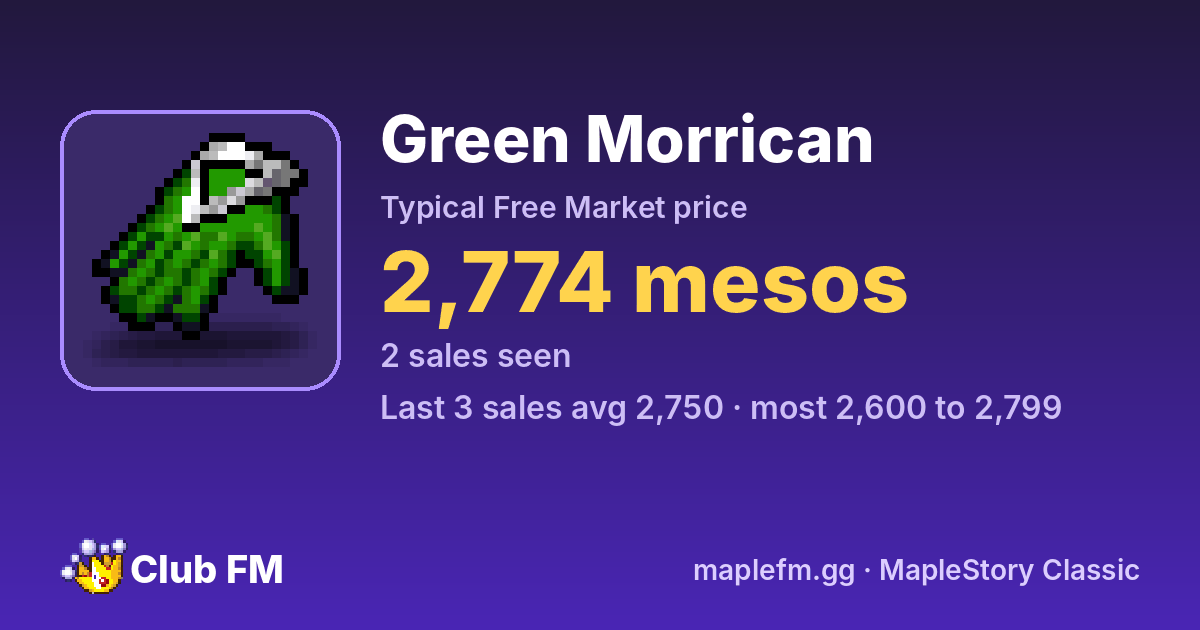 Green Morrican
Typical Free Market price
2,774 mesos
2 sales seen
Last 3 sales avg 2,750 · most 2,600 to 2,799
Club FM
maplefm.gg · MapleStory Classic